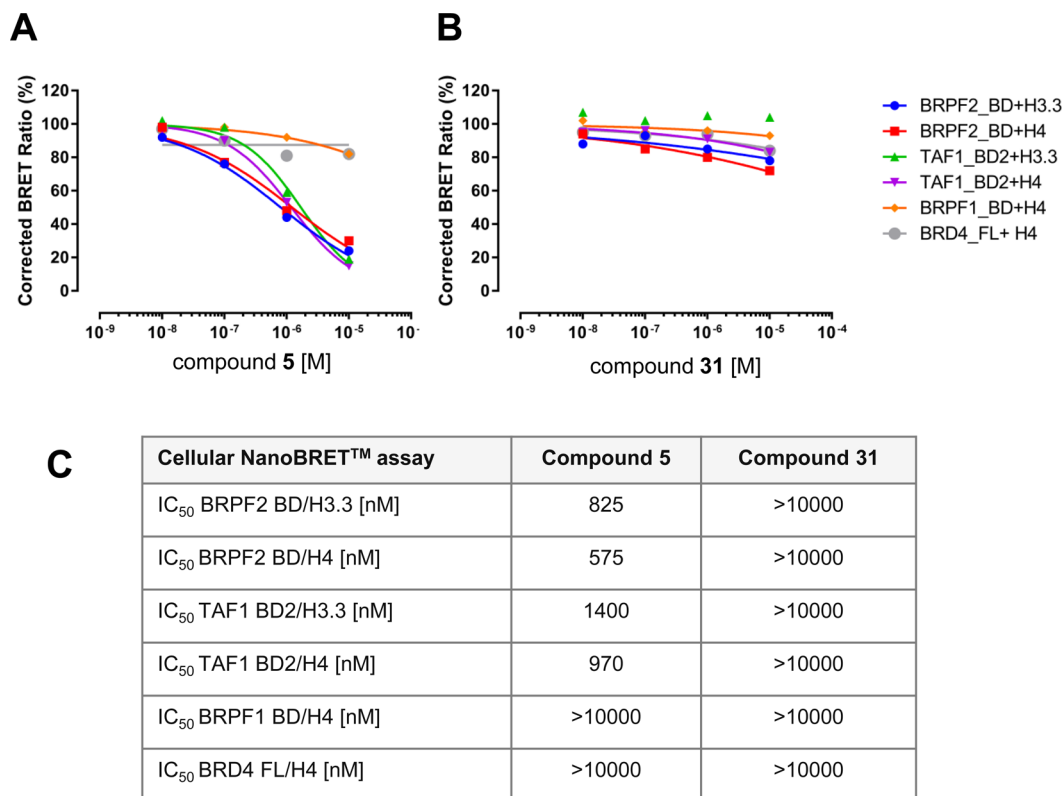 A
B
Corrected BRET Ratio (%)
120
100
80
60
40
20
0
10-9 10-8 10-7 10-6 10-5 10-
compound 5 [M]
Corrected BRET Ratio (%)
120
100
80
60
40
20
0
10-9 10-8 10-7 10-6 10-5 10-4
compound 31 [M]
BRPF2_BD+H3.3
BRPF2_BD+H4
TAF1_BD2+H3.3
TAF1_BD2+H4
BRPF1_BD+H4
BRD4_FL+ H4
C
Cellular NanoBRET™ assay Compound 5 Compound 31
IC50 BRPF2 BD/H3.3 [nM] 825 >10000
IC50 BRPF2 BD/H4 [nM] 575 >10000
IC50 TAF1 BD2/H3.3 [nM] 1400 >10000
IC50 TAF1 BD2/H4 [nM] 970 >10000
IC50 BRPF1 BD/H4 [nM] >10000 >10000
IC50 BRD4 FL/H4 [nM] >10000 >10000